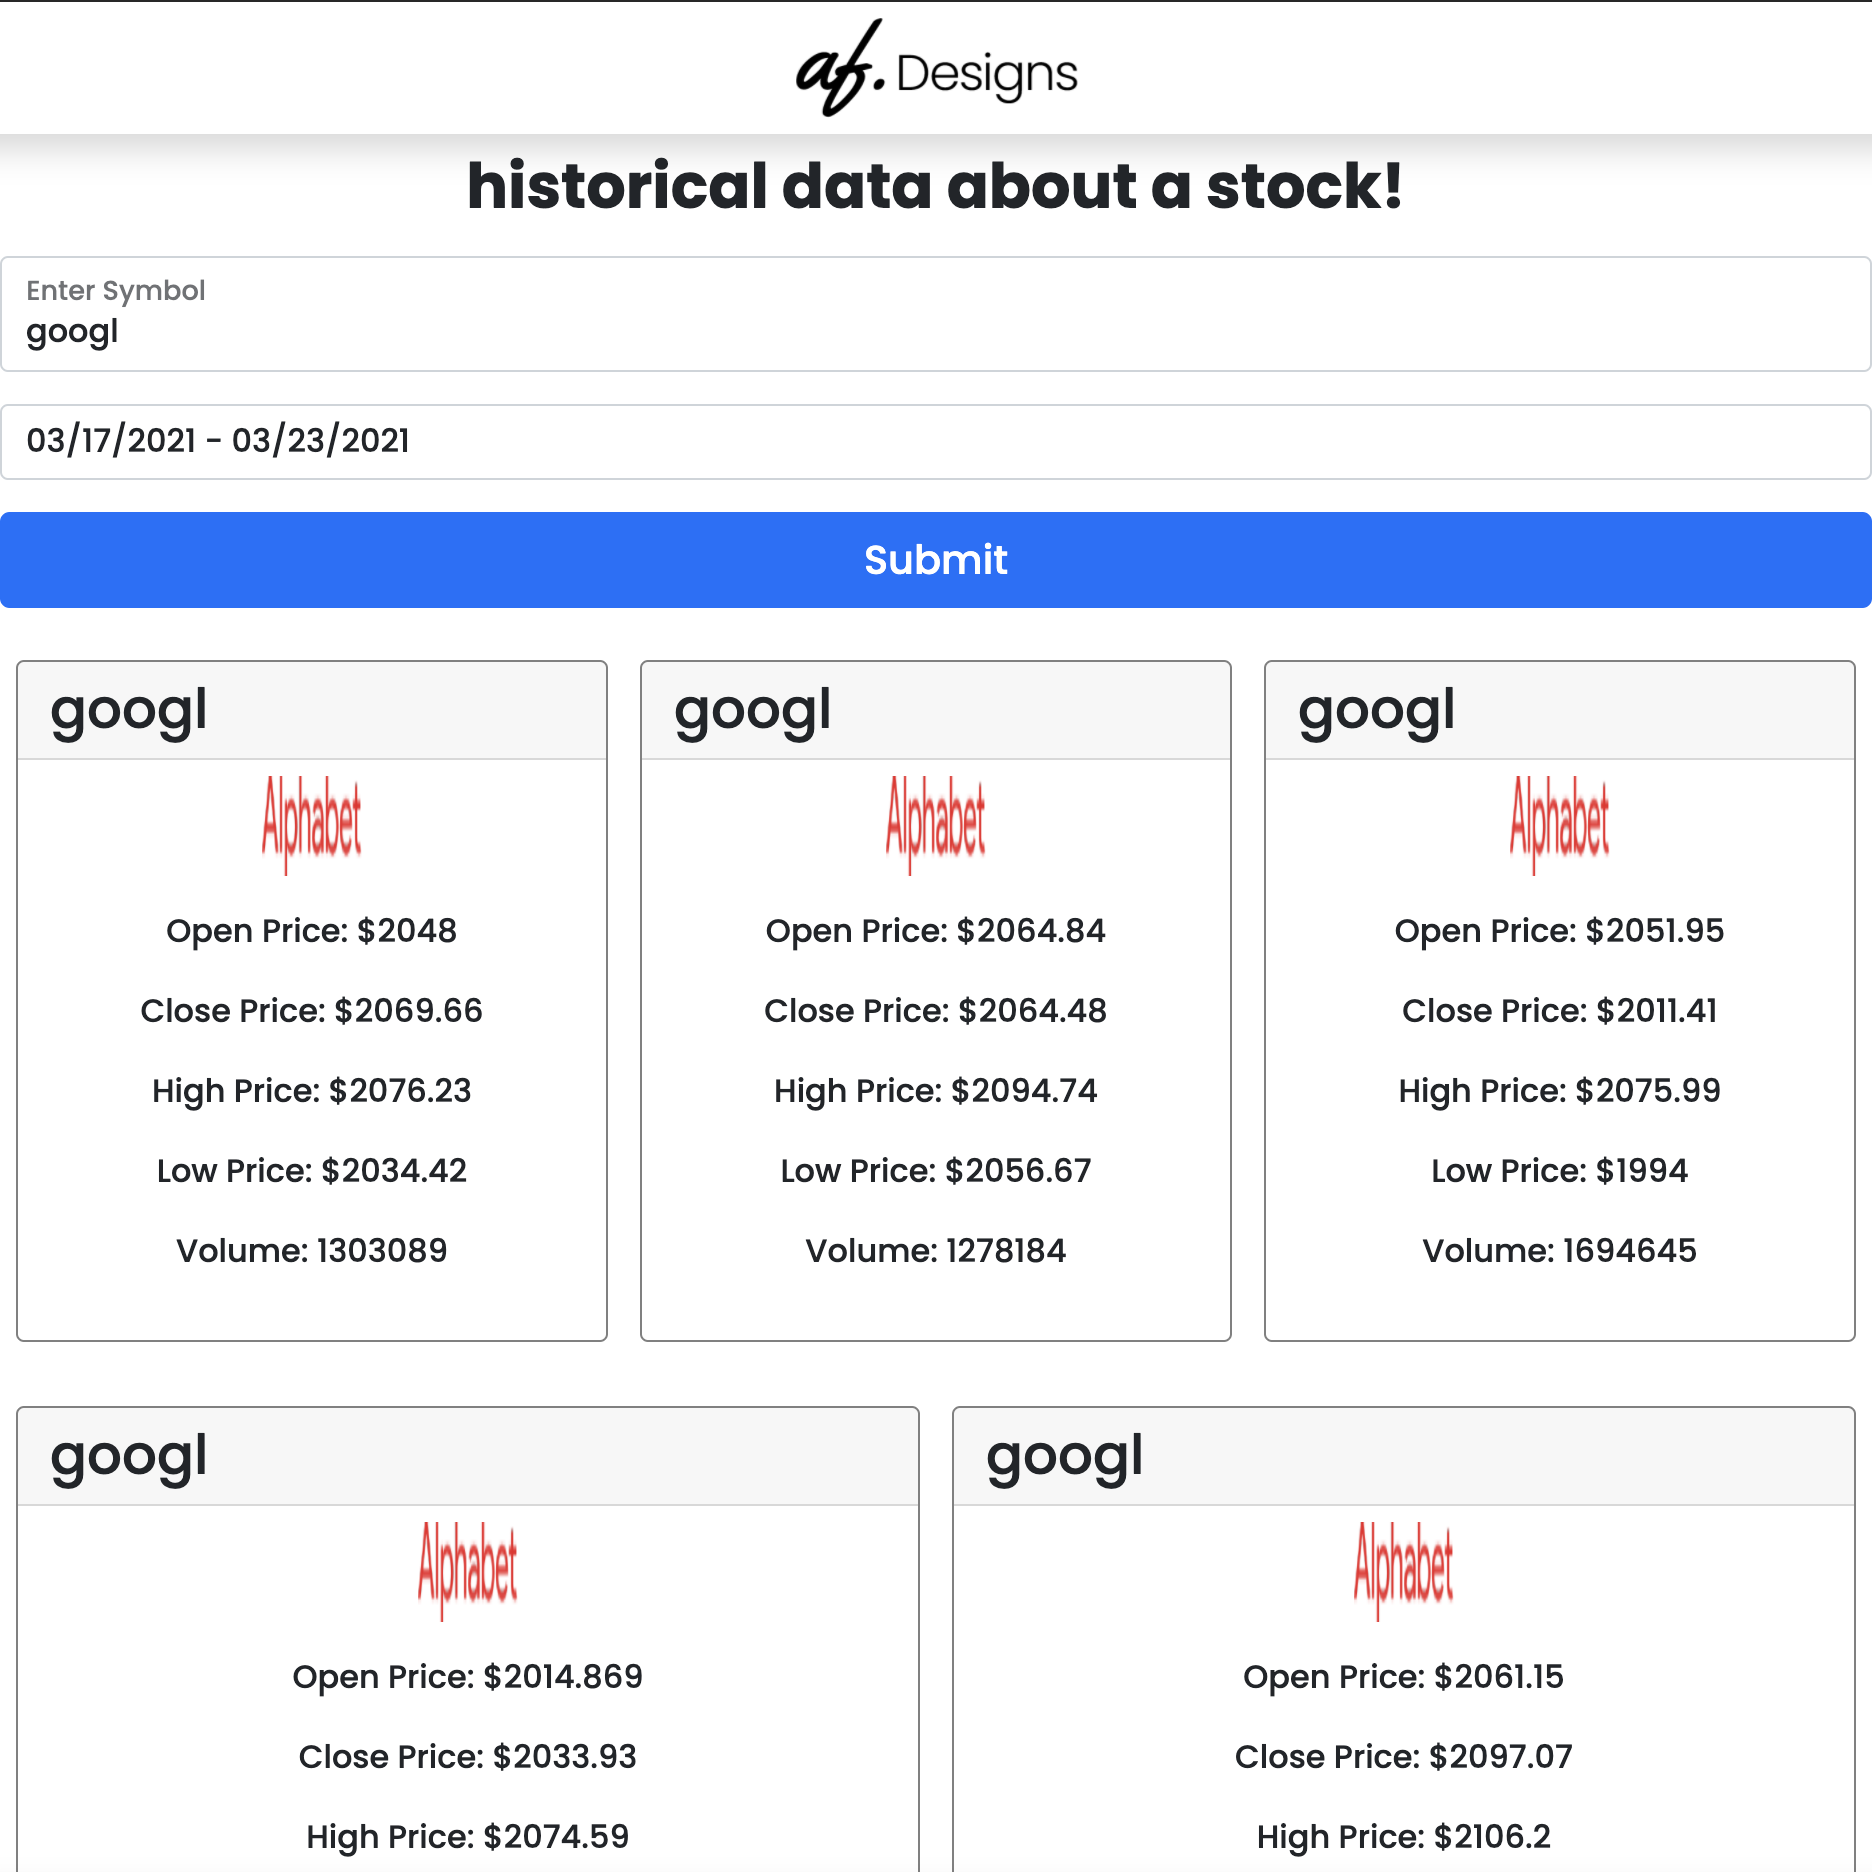 af. Designs
historical data about a stock!
Enter Symbol
googl
03/17/2021 - 03/23/2021
Submit
googl
Alphabet
Open Price: $2048
Close Price: $2069.66
High Price: $2076.23
Low Price: $2034.42
Volume: 1303089
googl
Alphabet
Open Price: $2064.84
Close Price: $2064.48
High Price: $2094.74
Low Price: $2056.67
Volume: 1278184
googl
Alphabet
Open Price: $2051.95
Close Price: $2011.41
High Price: $2075.99
Low Price: $1994
Volume: 1694645
googl
Alphabet
Open Price: $2014.869
Close Price: $2033.93
High Price: $2074.59
googl
Alphabet
Open Price: $2061.15
Close Price: $2097.07
High Price: $2106.2